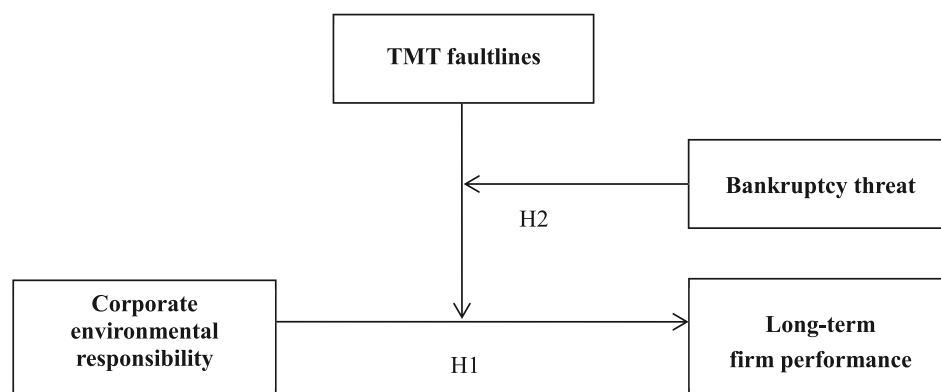 TMT faultlines
Bankruptcy threat
H2
Corporate
environmental
responsibility
H1
Long-term
firm performance